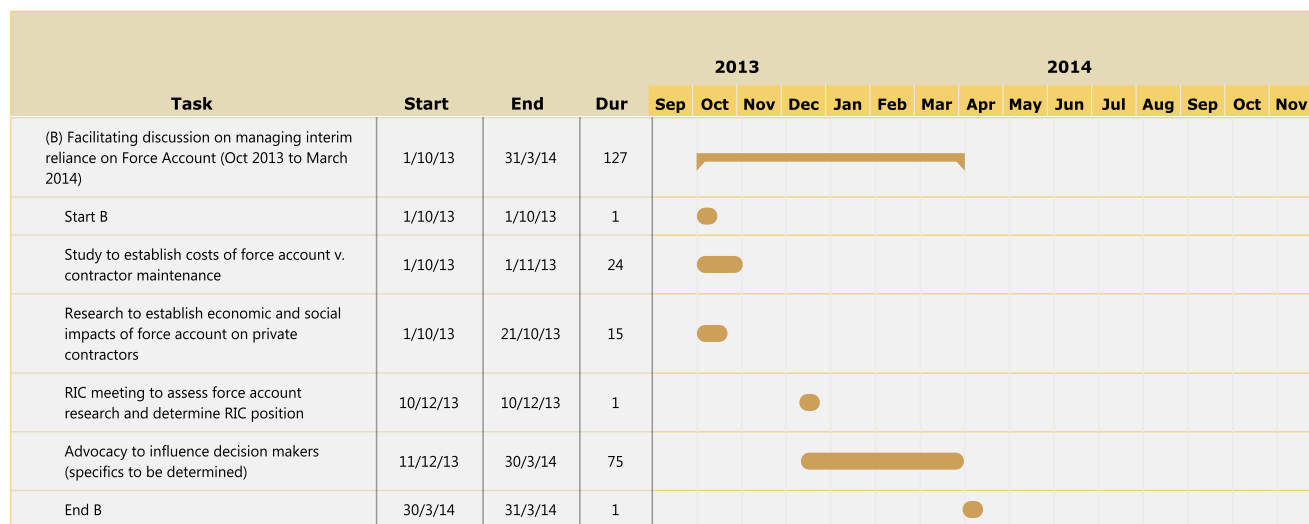 2013 2014
Task Start End Dur Sep Oct Nov Dec Jan Feb Mar Apr May Jun Jul Aug Sep Oct Nov
(B) Facilitating discussion on managing interim
reliance on Force Account (Oct 2013 to March
2014)
1/10/13 31/3/14 127
Start B 1/10/13 1/10/13 1
Study to establish costs of force account v.
contractor maintenance
1/10/13 1/11/13 24
Research to establish economic and social
impacts of force account on private
contractors
1/10/13 21/10/13 15
RIC meeting to assess force account
research and determine RIC position
10/12/13 10/12/13 1
Advocacy to influence decision makers
(specifics to be determined)
11/12/13 30/3/14 75
End B 30/3/14 31/3/14 1